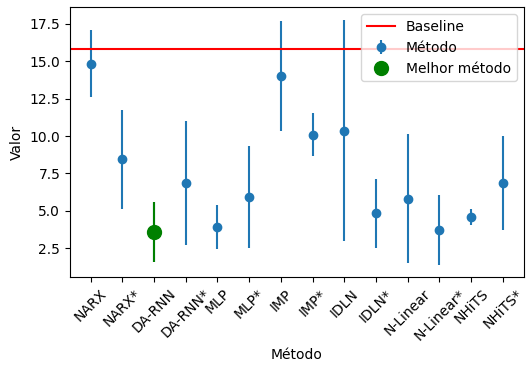 17.5
15.0
12.5
10.0
7.5
5.0
2.5
Valor
Baseline
Método
Melhor método
NARX
NARX*
DA-RNN
DA-RNN*
MLP
MLP*
IMP
IMP*
IDLN
IDLN*
N-Linear
N-Linear*
NHiTS
NHiTS*
Método